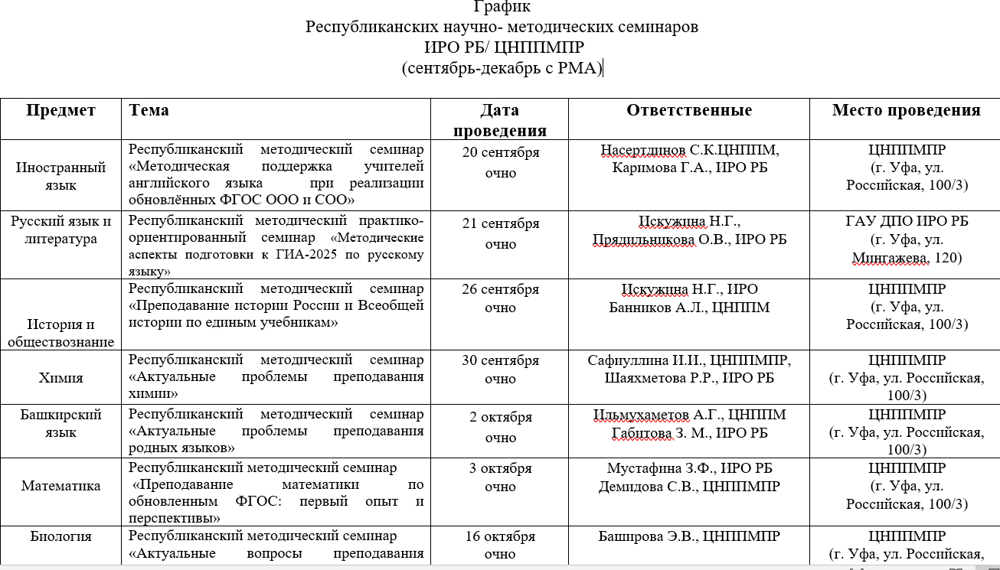 График
Республиканских научно- методических семинаров
ИРО РБ/ ЦНППМПР
(сентябрь-декабрь с РМА)
Предмет
Тема
Дата
проведения
Ответственные
Место проведения
Иностранный
язык
Республиканский методический семинар
«Методическая поддержка учителей
английского языка при реализации
обновлённых ФГОС ООО и СОО»
20 сентября
очно
Насертдинов С.К.ЦНППМ,
Каримова Г.А., ИРО РБ
ЦНППМПР
(г. Уфа, ул.
Российская, 100/3)
Русский язык и
литература
Республиканский методический практико-
ориентированный семинар «Методические
аспекты подготовки к ГИА-2025 по русскому
языку»
21 сентября
очно
Искужина Н.Г.,
Прядильникова О.В., ИРО РБ
ГАУ ДПО ИРО РБ
(г. Уфа, ул.
Мингажева, 120)
История и
обществознание
Республиканский методический семинар
«Преподавание истории России и Всеобщей
истории по единым учебникам»
26 сентября
очно
Искужина Н.Г., ИРО
Банников А.Л., ЦНППМ
ЦНППМПР
(г. Уфа, ул.
Российская, 100/3)
Химия
Республиканский методический семинар
«Актуальные проблемы преподавания
химии»
30 сентября
очно
Сафиуллина И.И., ЦНППМПР,
Шаяхметова Р.Р., ИРО РБ
ЦНППМПР
(г. Уфа, ул. Российская,
100/3)
Башкирский
язык
Республиканский методический семинар
«Актуальные проблемы преподавания
родных языков»
2 октября
очно
Ильмухаметов А.Г., ЦНППМ
Габитова З. М., ИРО РБ
ЦНППМПР
(г. Уфа, ул. Российская,
100/3)
Математика
Республиканский методический семинар
«Преподавание математики по
обновленным ФГОС: первый опыт и
перспективы»
3 октября
очно
Мустафина З.Ф., ИРО РБ
Демидова С.В., ЦНППМПР
ЦНППМПР
(г. Уфа, ул.
Российская, 100/3)
Биология
Республиканский методический семинар
«Актуальные вопросы преподавания
16 октября
очно
Баширова Э.В., ЦНППМПР
ЦНППМПР
(г. Уфа, ул. Российская,